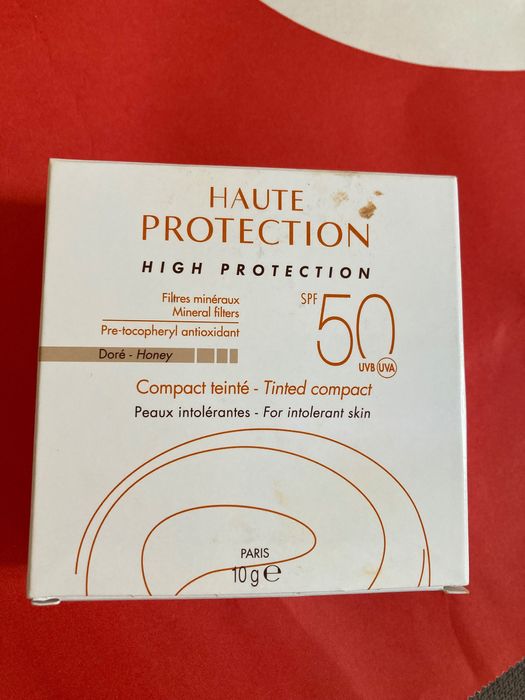 HAUTE
PROTECTION
HIGH PROTECTION
Filtres minéraux
Mineral filters
Pre-tocopheryl antioxidant
Doré - Honey
SPF 50
UVB UVA
Compact teinté - Tinted compact
Peaux intolérantes - For intolerant skin
PARIS
10 g e